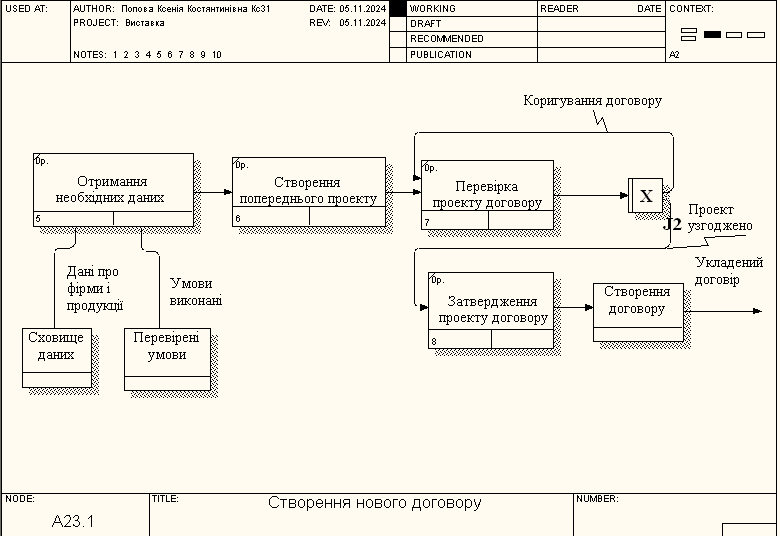 USED AT:
AUTHOR: Попова Ксенія Костянтинівна Кс31
DATE: 05.11.2024
WORKING
READER
DATE
CONTEXT:
PROJECT: Виставка
REV: 05.11.2024
DRAFT
RECOMMENDED
NOTES: 1 2 3 4 5 6 7 8 9 10
PUBLICATION
A2
Коригування договору
0р.
Отримання
необхідних даних
5
0р.
Створення
попереднього проекту
6
0р.
Перевірка
проекту договору
7
X
J2
Проект
узгоджено
Дані про
фірми і
продукції
Умови
виконані
Укладений
договір
0р.
Затвердження
проекту договору
8
Створення
договору
Сховище
даних
Перевірені
умови
NODE:
A23.1
TITLE:
Створення нового договору
NUMBER: